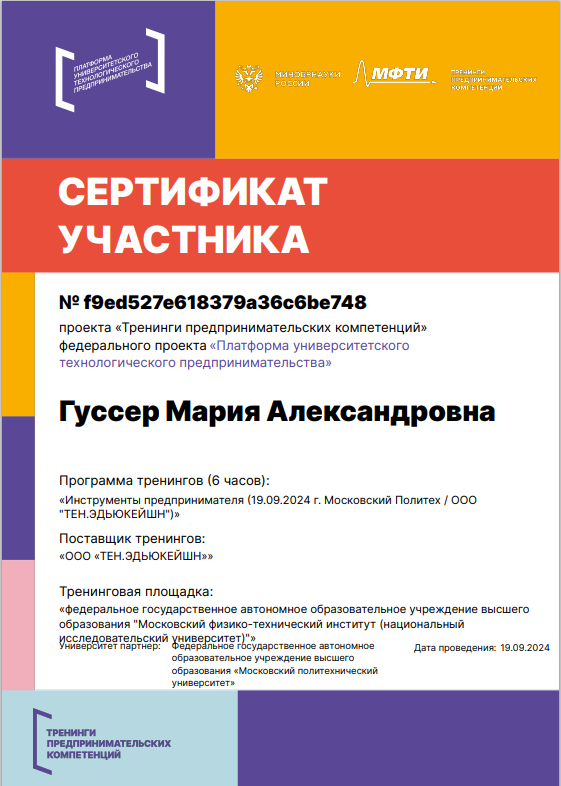 ПЛАТФОРМА
УНИВЕРСИТЕТСКОГО
ТЕХНОЛОГИЧЕСКОГО
ПРЕДПРИНИМАТЕЛЬСТВА
МИНОБРНАУКИ
РОССИИ
МФТИ
ТРЕНИНГИ
ПРЕДПРИНИМАТЕЛЬСКИХ
КОМПЕТЕНЦИЙ
СЕРТИФИКАТ
УЧАСТНИКА
№ f9ed527e618379a36c6be748
проекта «Тренинги предпринимательских компетенций»
федерального проекта «Платформа университетского
технологического предпринимательства»
Гуссер Мария Александровна
Программа тренингов (6 часов):
«Инструменты предпринимателя (19.09.2024 г. Московский Политех / ООО
"ТЕН.ЭДЬЮКЕЙШН")»
Поставщик тренингов:
«ООО «ТЕН.ЭДЬЮКЕЙШН»»
Тренинговая площадка:
«федеральное государственное автономное образовательное учреждение высшего
образования "Московский физико-технический институт (национальный
исследовательский университет)"»
Университет партнер:
Федеральное государственное автономное
образовательное учреждение высшего
образования «Московский политехнический
университет»
Дата проведения: 19.09.2024
ТРЕНИНГИ
ПРЕДПРИНИМАТЕЛЬСКИХ
КОМПЕТЕНЦИЙ